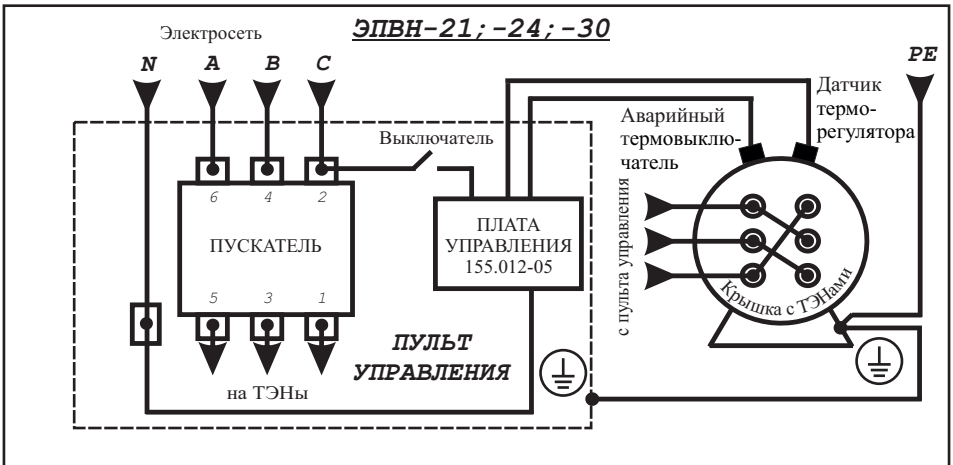 ЭПВН-21; -24; -30
Электросеть
N
A
B
C
PE
Датчик
термо-
регулятора
Аварийный
термовыклю-
чатель
Выключатель
6
4
2
ПУСКАТЕЛЬ
5
3
1
ПЛАТА
УПРАВЛЕНИЯ
155.012-05
с пульта управления
Крышка с ТЭНами
ПУЛЬТ
УПРАВЛЕНИЯ
на ТЭНы